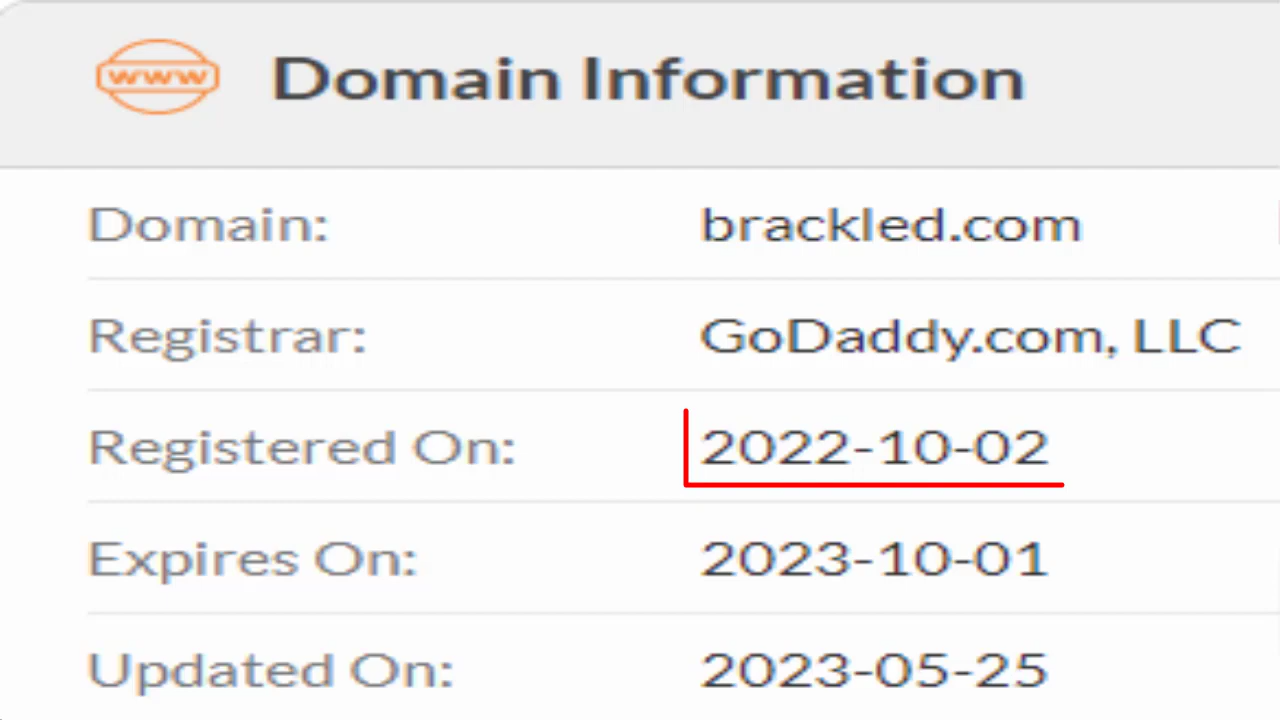 www Domain Information
Domain: brackled.com
Registrar: GoDaddy.com, LLC
Registered On: 2022-10-02
Expires On: 2023-10-01
Updated On: 2023-05-25